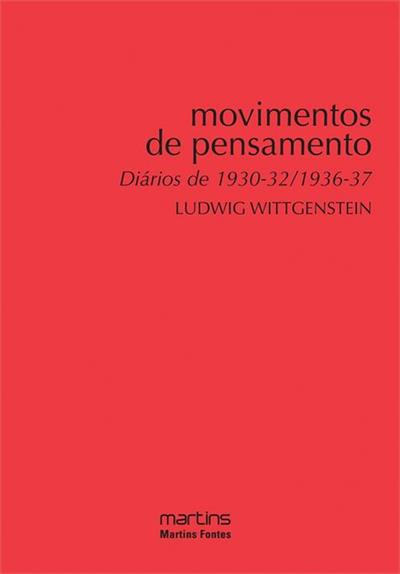 movimentos
de pensamento
Diários de 1930-32/1936-37
LUDWIG WITTGENSTEIN
martins
Martins Fontes